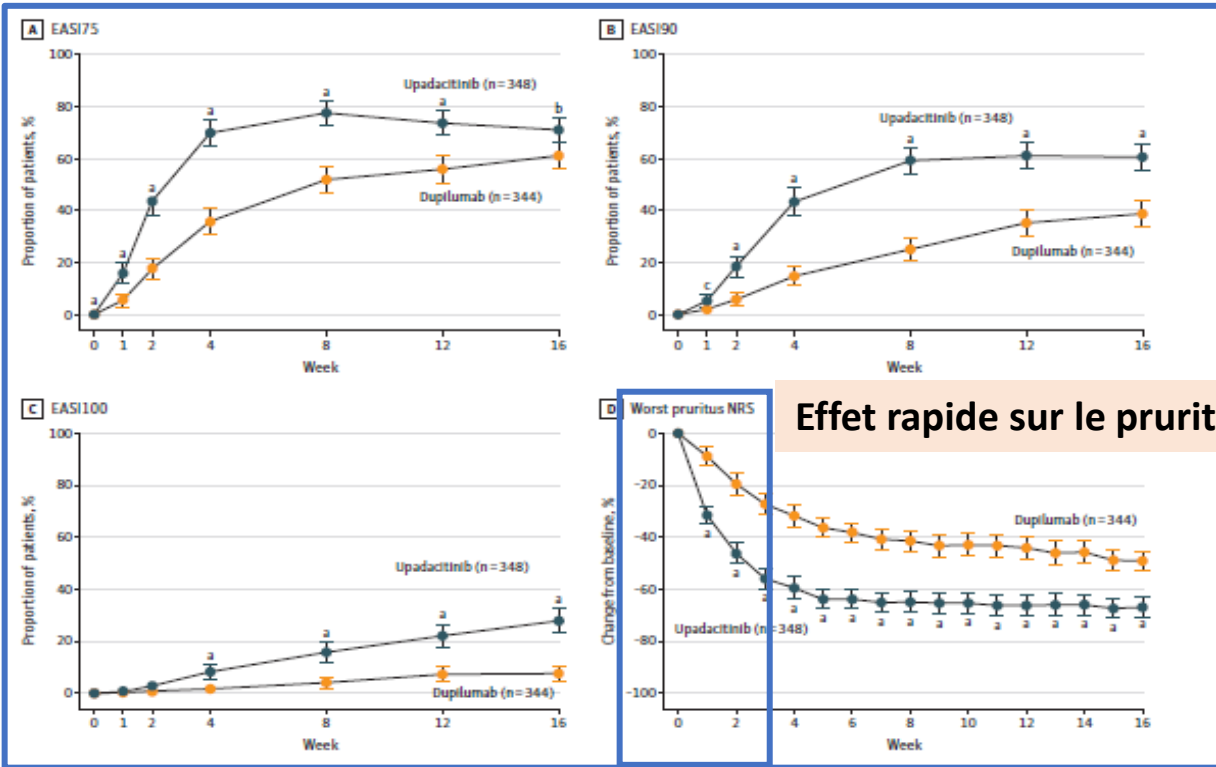 A EASI75
100
80
60
40
20
0
Proportion of patients, %
Upadacitinib (n=348)
Dupilumab (n=344)
a
a
a
a
a
a
b
0 1 2 4 8 12 16
Week
B EASI90
100
80
60
40
20
0
Proportion of patients, %
Upadacitinib (n=348)
Dupilumab (n=344)
c
a
a
a
a
a
0 1 2 4 8 12 16
Week
C EASI100
100
80
60
40
20
0
Proportion of patients, %
Upadacitinib (n=348)
Dupilumab (n=344)
a
a
a
a
0 1 2 4 8 12 16
Week
D Worst pruritus NRS
Effet rapide sur le prurit
0
-20
-40
-60
-80
-100
Change from baseline, %
Dupilumab (n=344)
Upadacitinib (n=348)
a a a a a a a a a a a a a a a a
0 2 4 6 8 10 12 14 16
Week